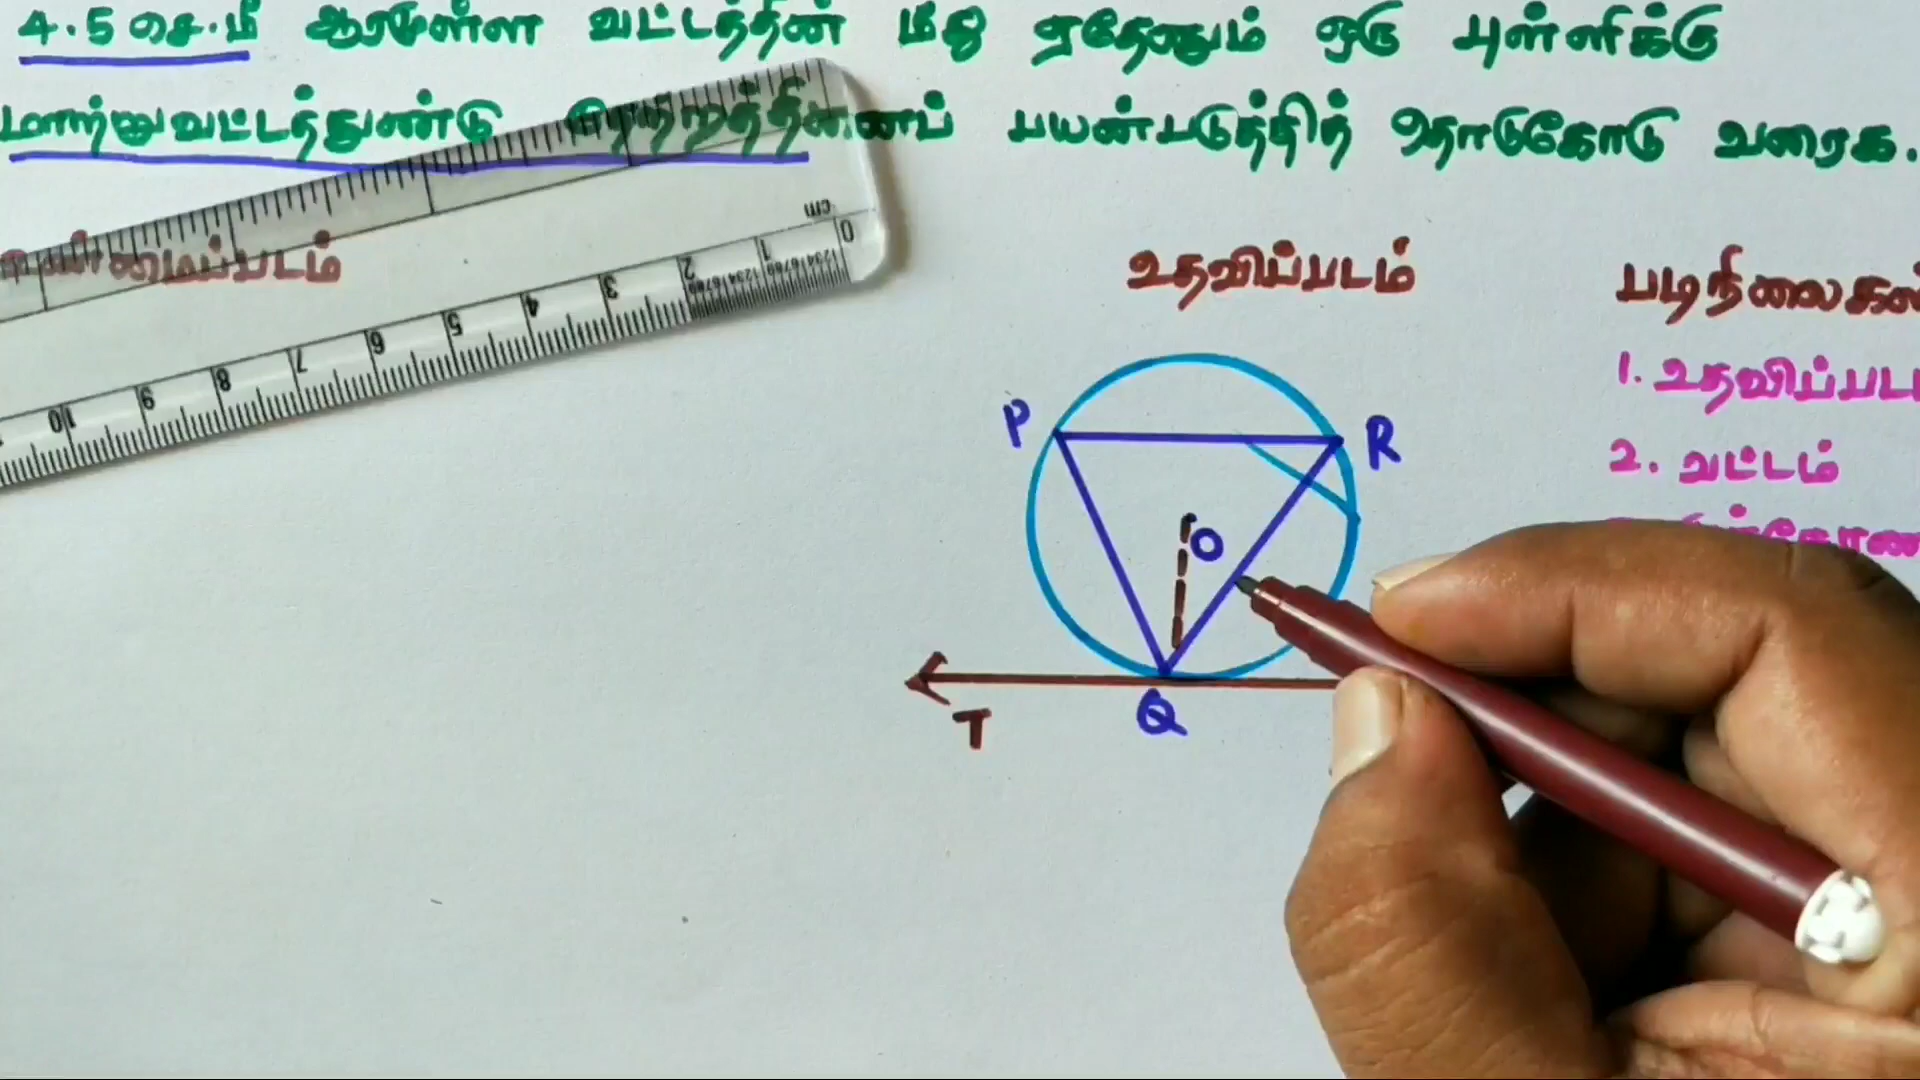 4.5 செ.மீ ஆரமுள்ள வட்டத்தின் மீது ஏதேனும் ஒரு புள்ளிக்கு
மாற்றுவட்டத்துண்டு தேற்றத்தினைப் பயன்படுத்தித் தொடுகோடு வரைக.
உதவிப்படம்
படிநிலைகள்
1. உதவிப்பட
2. வட்டம்
P
R
O
Q
T
cm
0 1 2 3 4 5 6 7 8 9 10